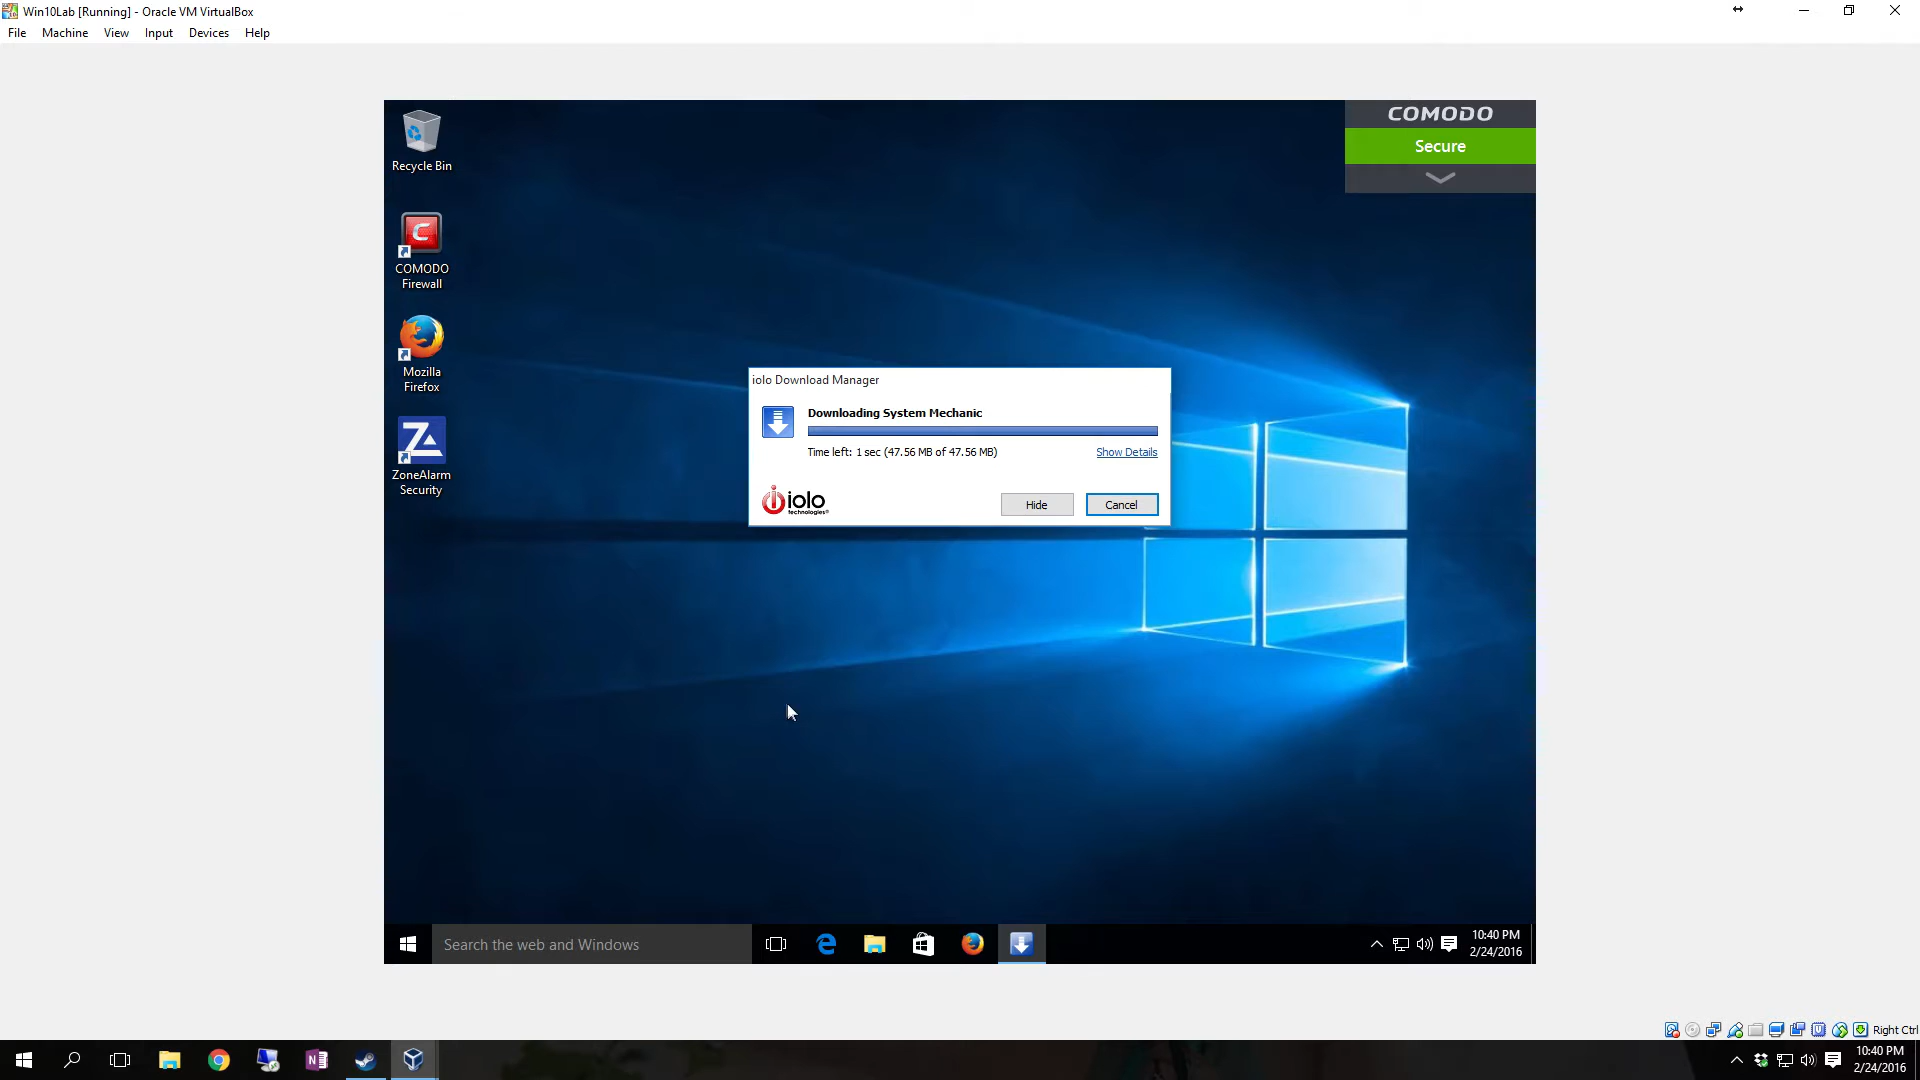 Win10Lab [Running] - Oracle VM VirtualBox
File Machine View Input Devices Help
COMODO
Secure
Recycle Bin
COMODO
Firewall
Mozilla
Firefox
ZoneAlarm
Security
iolo Download Manager
Downloading System Mechanic
Time left: 1 sec (47.56 MB of 47.56 MB)
Show Details
iolo
technologies®
Hide
Cancel
Search the web and Windows
10:40 PM
2/24/2016
Right Ctrl
10:40 PM
2/24/2016